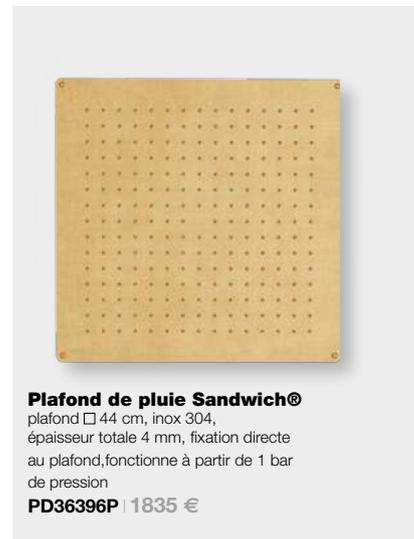 Plafond de pluie Sandwich®
plafond □ 44 cm, inox 304,
épaisseur totale 4 mm, fixation directe
au plafond,fonctionne à partir de 1 bar
de pression
PD36396P | 1835 €